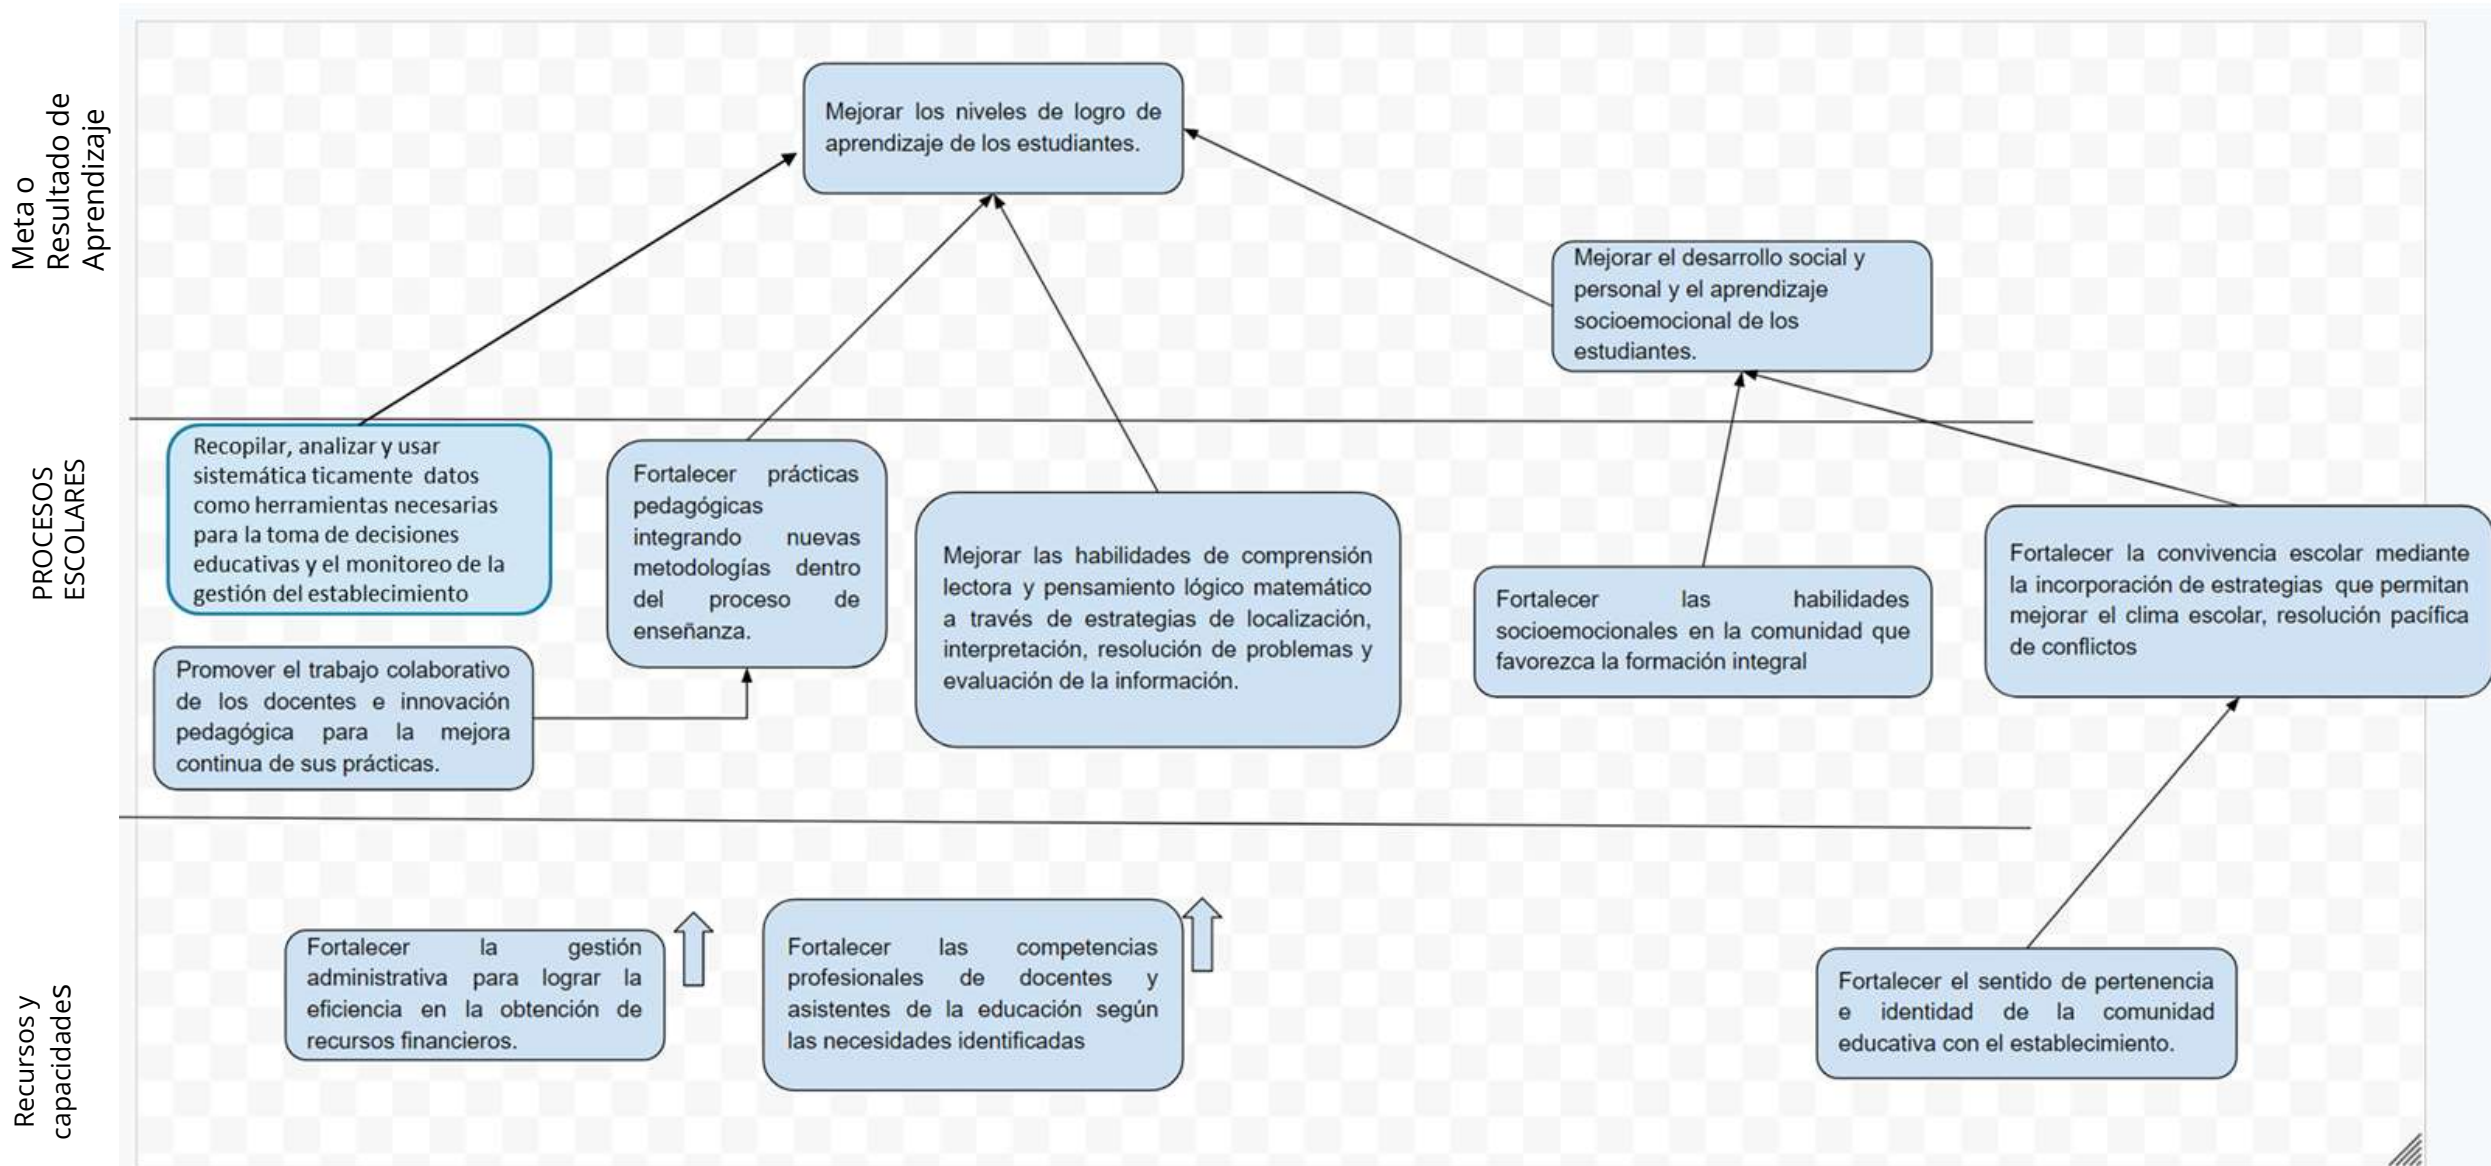 Meta o
Resultado de
Aprendizaje
Mejorar los niveles de logro de
aprendizaje de los estudiantes.
Mejorar el desarrollo social y
personal y el aprendizaje
socioemocional de los
estudiantes.
PROCESOS
ESCOLARES
Recopilar, analizar y usar
sistemática ticamente datos
como herramientas necesarias
para la toma de decisiones
educativas y el monitoreo de la
gestión del establecimiento
Promover el trabajo colaborativo
de los docentes e innovación
pedagógica para la mejora
continua de sus prácticas.
Fortalecer prácticas
pedagógicas
integrando nuevas
metodologías dentro
del proceso de
enseñanza.
Mejorar las habilidades de comprensión
lectora y pensamiento lógico matemático
a través de estrategias de localización,
interpretación, resolución de problemas y
evaluación de la información.
Fortalecer las habilidades
socioemocionales en la comunidad que
favorezca la formación integral
Fortalecer la convivencia escolar mediante
la incorporación de estrategias que permitan
mejorar el clima escolar, resolución pacífica
de conflictos
Recursos y
capacidades
Fortalecer la gestión
administrativa para lograr la
eficiencia en la obtención de
recursos financieros.
Fortalecer las competencias
profesionales de docentes y
asistentes de la educación según
las necesidades identificadas
Fortalecer el sentido de pertenencia
e identidad de la comunidad
educativa con el establecimiento.